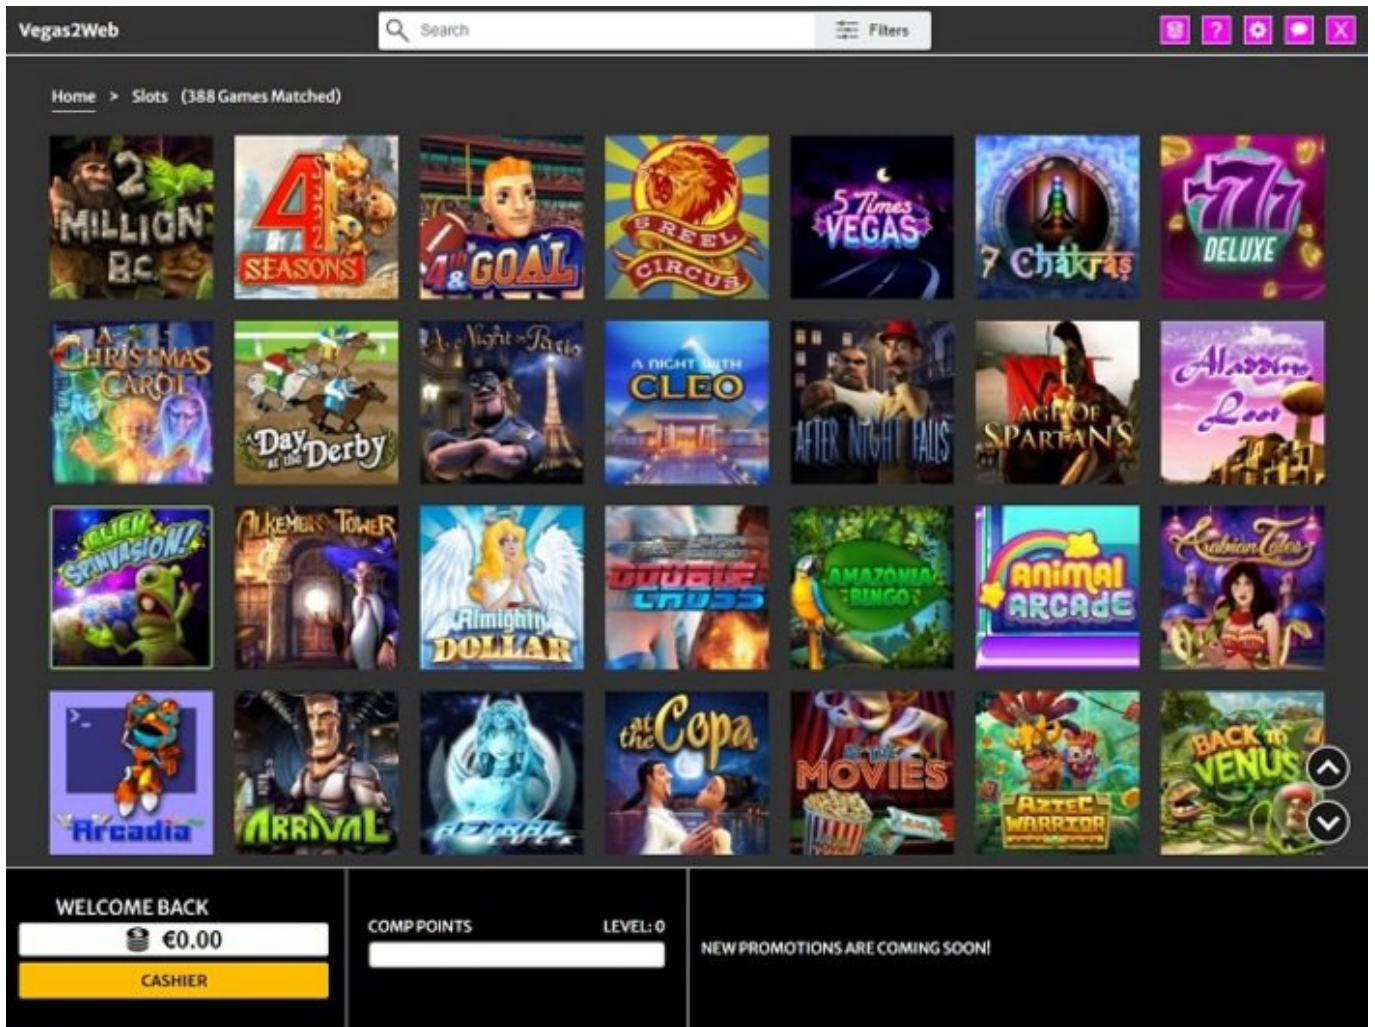 Vegas2Web
Search
Filters
?
X
Home > Slots (388 Games Matched)
2
MILLION
B.C.
4
SEASONS
4th
& GOAL
5 REEL
CIRCUS
5 Times
VEGAS
7 Chakras
777
DELUXE
A
CHRISTMAS
CAROL
A Day
at the Derby
A Night in Paris
A NIGHT WITH
CLEO
AFTER NIGHT FALLS
AGE OF
SPARTANS
Aladdins
Loot
ALIEN
SPINVASION!
ALKEMOR'S TOWER
Almighty
DOLLAR
DOUBLE
CROSS
AMAZONIA
BINGO
ANIMAL
ARCADE
Arabian Tales
>_
Arcadia
ARRIVAL
ASTRAL
at
the Copa
AT THE
MOVIES
AZTEC
WARRIOR
BACK TO
VENUS
WELCOME BACK
€0.00
CASHIER
COMP POINTS
LEVEL: 0
NEW PROMOTIONS ARE COMING SOON!